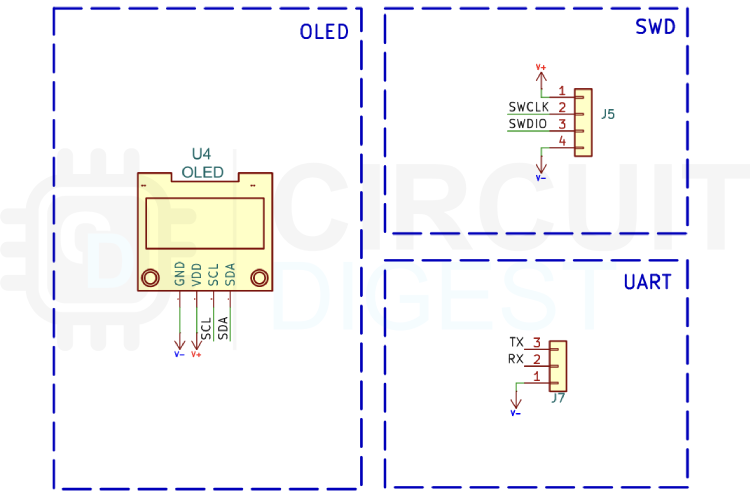 OLED
U4
OLED
GND
VDD
SCL
SDA
SCL
SDA
V-
V+
SWD
V+
1
SWCLK 2
SWDIO 3
4
J5
V-
UART
TX 3
RX 2
1
J7
V-
CIRCUIT
DIGEST
CD